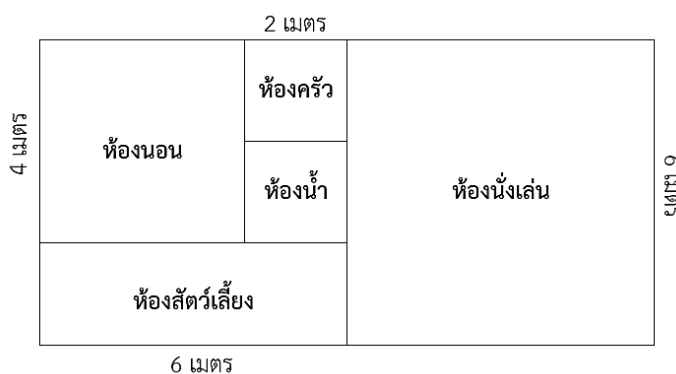 2 เมตร
ห้องครัว
4 เมตร
ห้องนอน
ห้องน้ำ
ห้องนั่งเล่น
6 เมตร
ห้องสัตว์เลี้ยง
6 เมตร